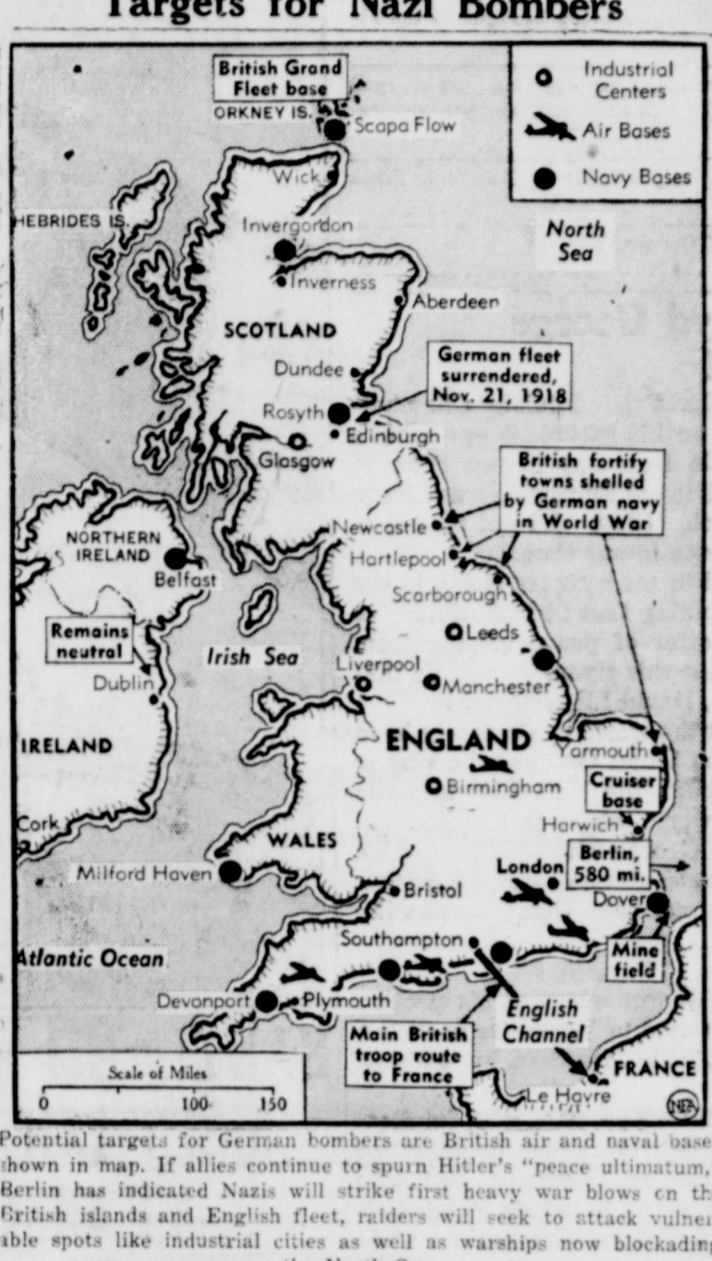 Targets for Nazi Bombers
British Grand
Fleet base
ORKNEY IS.
Scapa Flow
Industrial
Centers
Air Bases
Navy Bases
Wick
HEBRIDES IS.
Invergordon
North
Sea
Inverness
Aberdeen
SCOTLAND
German fleet
surrendered,
Nov. 21, 1918
Dundee
Rosyth
Edinburgh
Glasgow
British fortify
towns shelled
by German navy
in World War
Newcastle
NORTHERN
IRELAND
Hartlepool
Belfast
Scarborough
Remains
neutral
Leeds
Irish Sea
Liverpool
Dublin
Manchester
ENGLAND
IRELAND
Yarmouth
Cruiser
base
Birmingham
Cork
Harwich
WALES
Berlin,
580 mi.
London
Milford Haven
Bristol
Dover
Southampton
Mine
field
Atlantic Ocean
Devonport
Plymouth
English
Channel
Main British
troop route
to France
FRANCE
Scale of Miles
0 100 150
Le Havre
NEA
Potential targets for German bombers are British air and naval base
shown in map. If allies continue to spurn Hitler's "peace ultimatum,
Berlin has indicated Nazis will strike first heavy war blows on th
British islands and English fleet, raiders will seek to attack vulner
able spots like industrial cities as well as warships now blockading